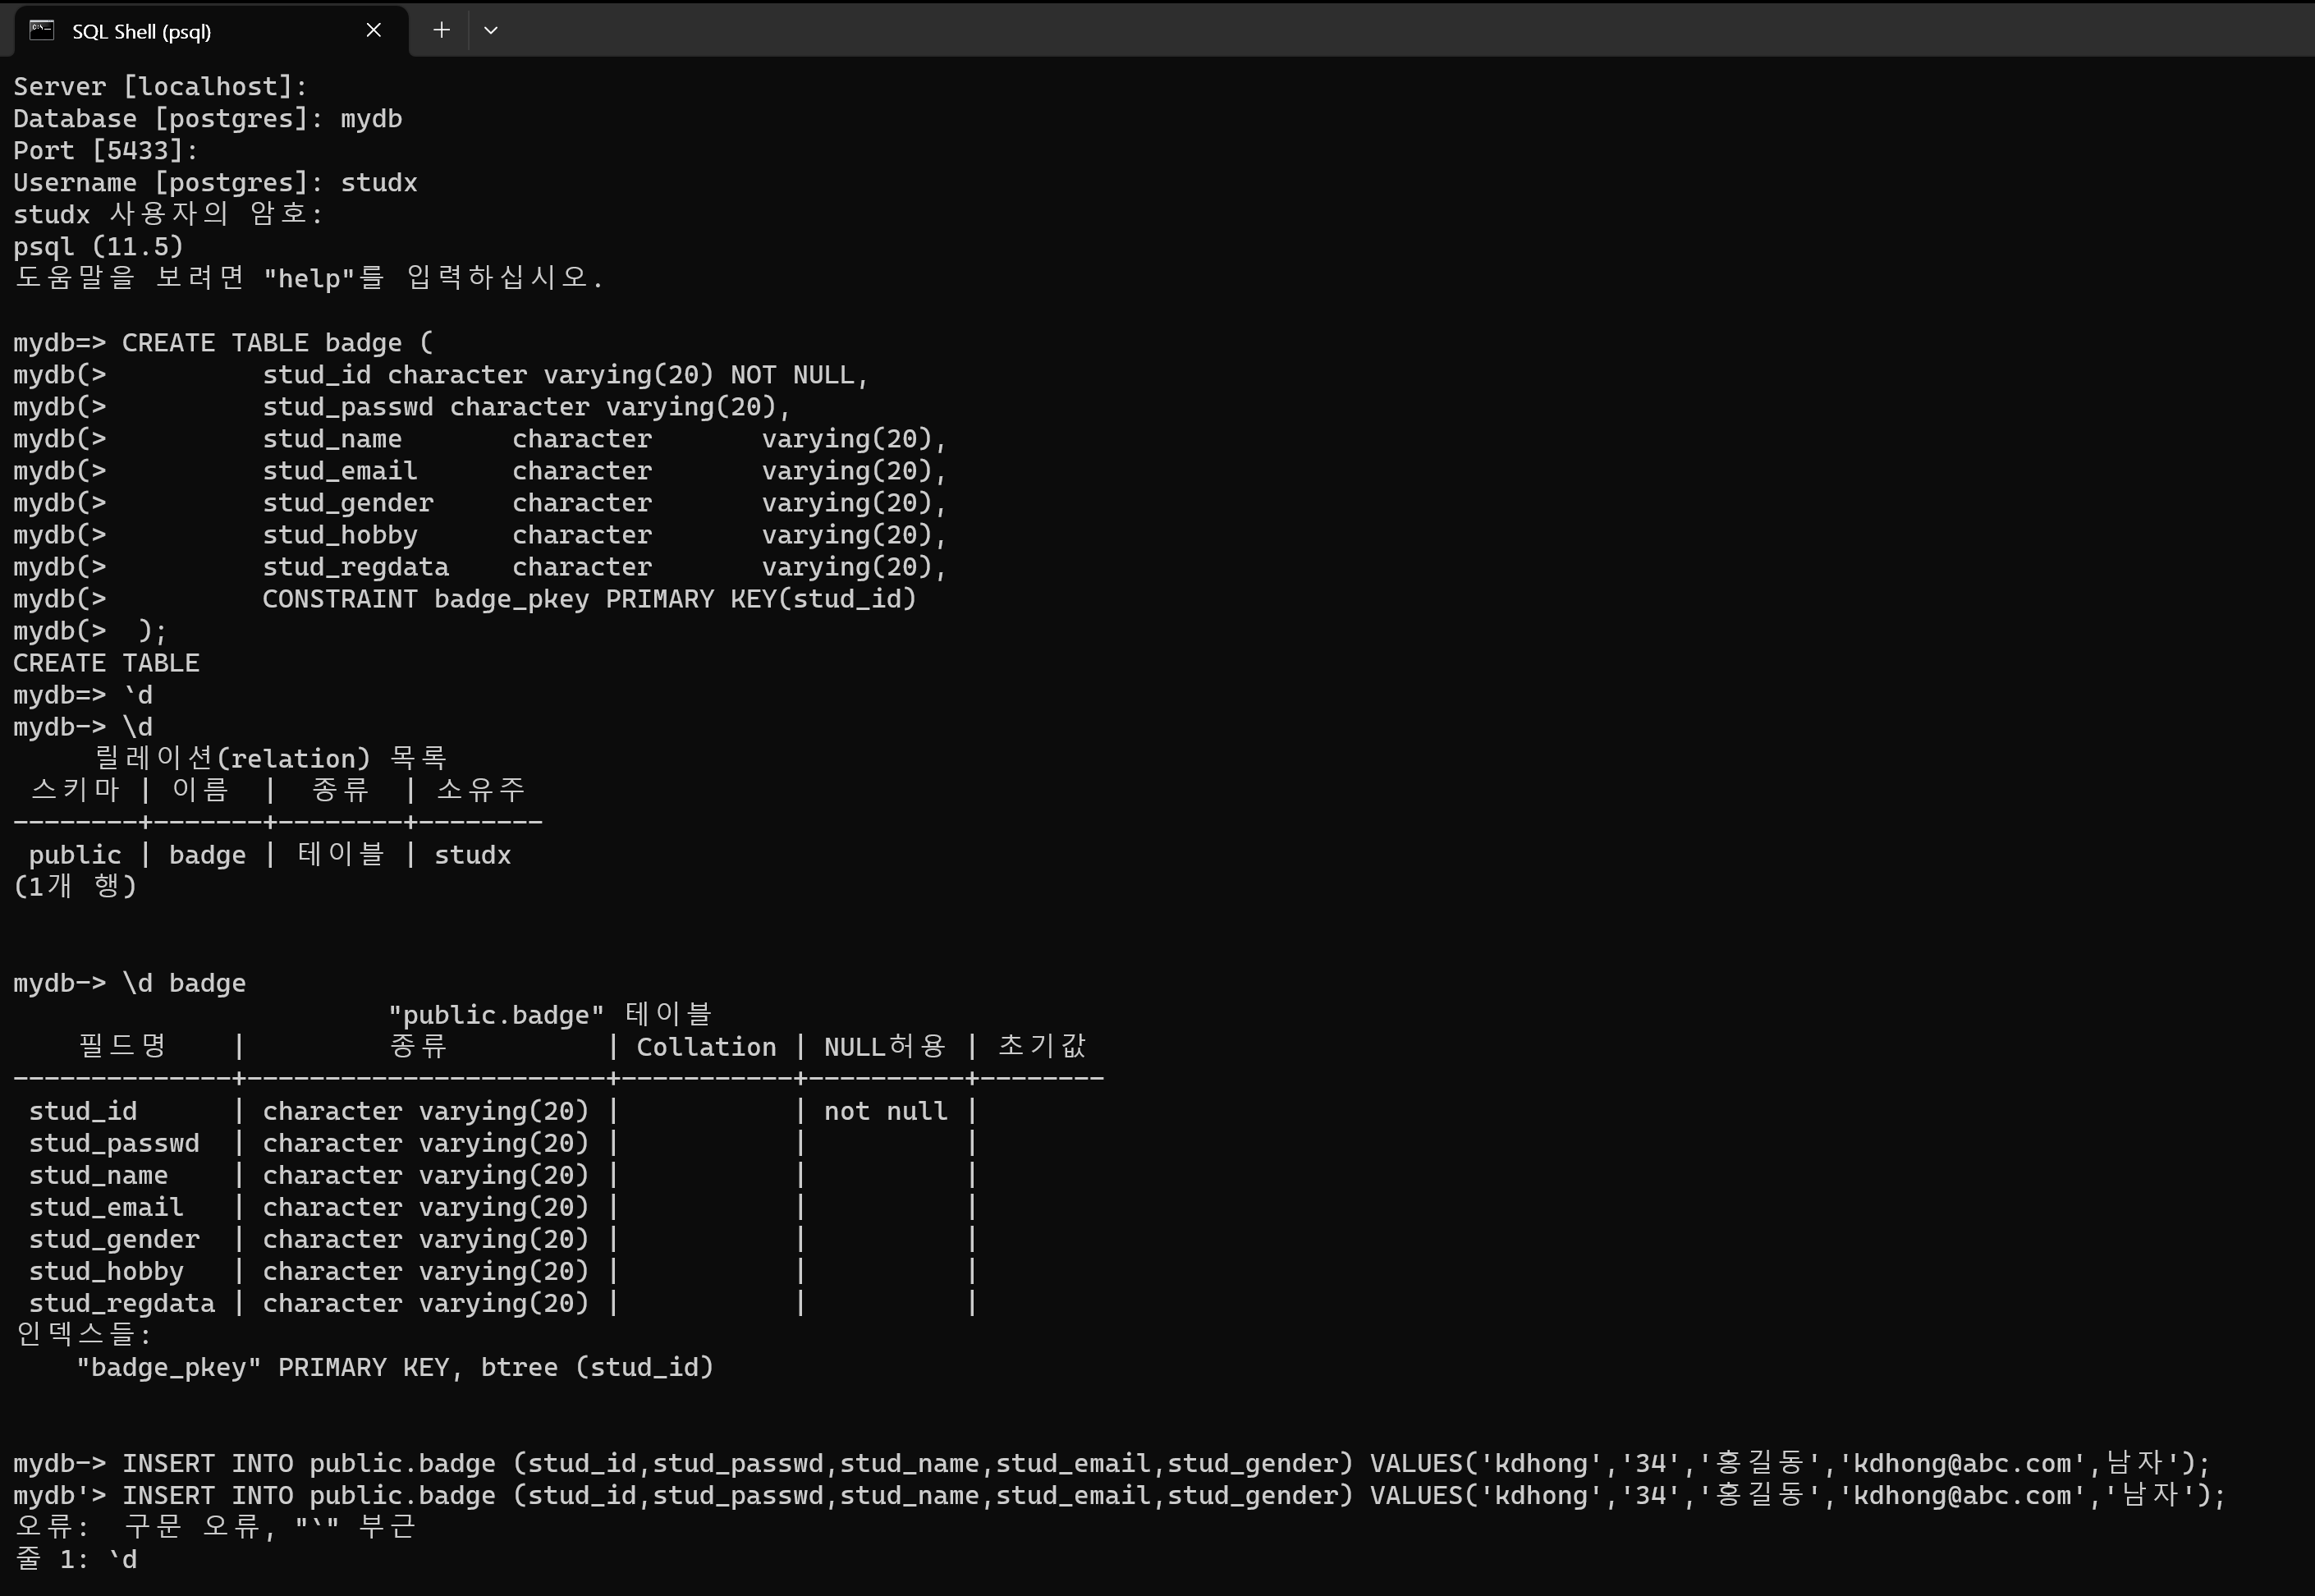 SQL Shell (psql)
Server [localhost]:
Database [postgres]: mydb
Port [5433]:
Username [postgres]: studx
studx 사용자의 암호:
psql (11.5)
도움말을 보려면 "help"를 입력하십시오.
mydb=> CREATE TABLE badge (
mydb(>          stud_id character varying(20) NOT NULL,
mydb(>          stud_passwd character varying(20),
mydb(>          stud_name       character       varying(20),
mydb(>          stud_email      character       varying(20),
mydb(>          stud_gender     character       varying(20),
mydb(>          stud_hobby      character       varying(20),
mydb(>          stud_regdata    character       varying(20),
mydb(>          CONSTRAINT badge_pkey PRIMARY KEY(stud_id)
mydb(>  );
CREATE TABLE
mydb=> `d
mydb-> \d
릴레이션(relation) 목록
스키마 | 이름  |  종류  | 소유주
--------+-------+--------+--------
public | badge | 테이블 | studx
(1개 행)
mydb-> \d badge
"public.badge" 테이블
필드명    |         종류          | Collation | NULL허용 | 초기값
--------------+-----------------------+-----------+----------+--------
stud_id      | character varying(20) |           | not null |
stud_passwd  | character varying(20) |           |          |
stud_name    | character varying(20) |           |          |
stud_email   | character varying(20) |           |          |
stud_gender  | character varying(20) |           |          |
stud_hobby   | character varying(20) |           |          |
stud_regdata | character varying(20) |           |          |
인덱스들:
"badge_pkey" PRIMARY KEY, btree (stud_id)
mydb-> INSERT INTO public.badge (stud_id,stud_passwd,stud_name,stud_email,stud_gender) VALUES('kdhong','34','홍길동','kdhong@abc.com',남자');
mydb'> INSERT INTO public.badge (stud_id,stud_passwd,stud_name,stud_email,stud_gender) VALUES('kdhong','34','홍길동','kdhong@abc.com','남자');
오류:  구문 오류, "`" 부근
줄 1: `d